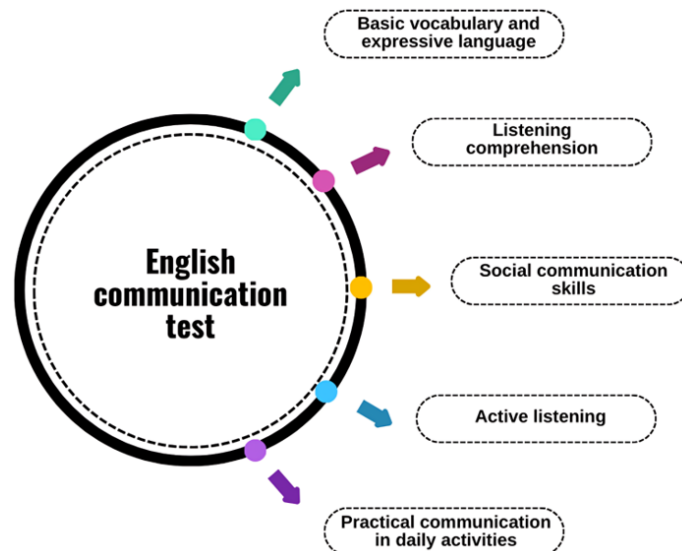 Basic vocabulary and
expressive language
Listening
comprehension
English
communication
test
Social communication
skills
Active listening
Practical communication
in daily activities